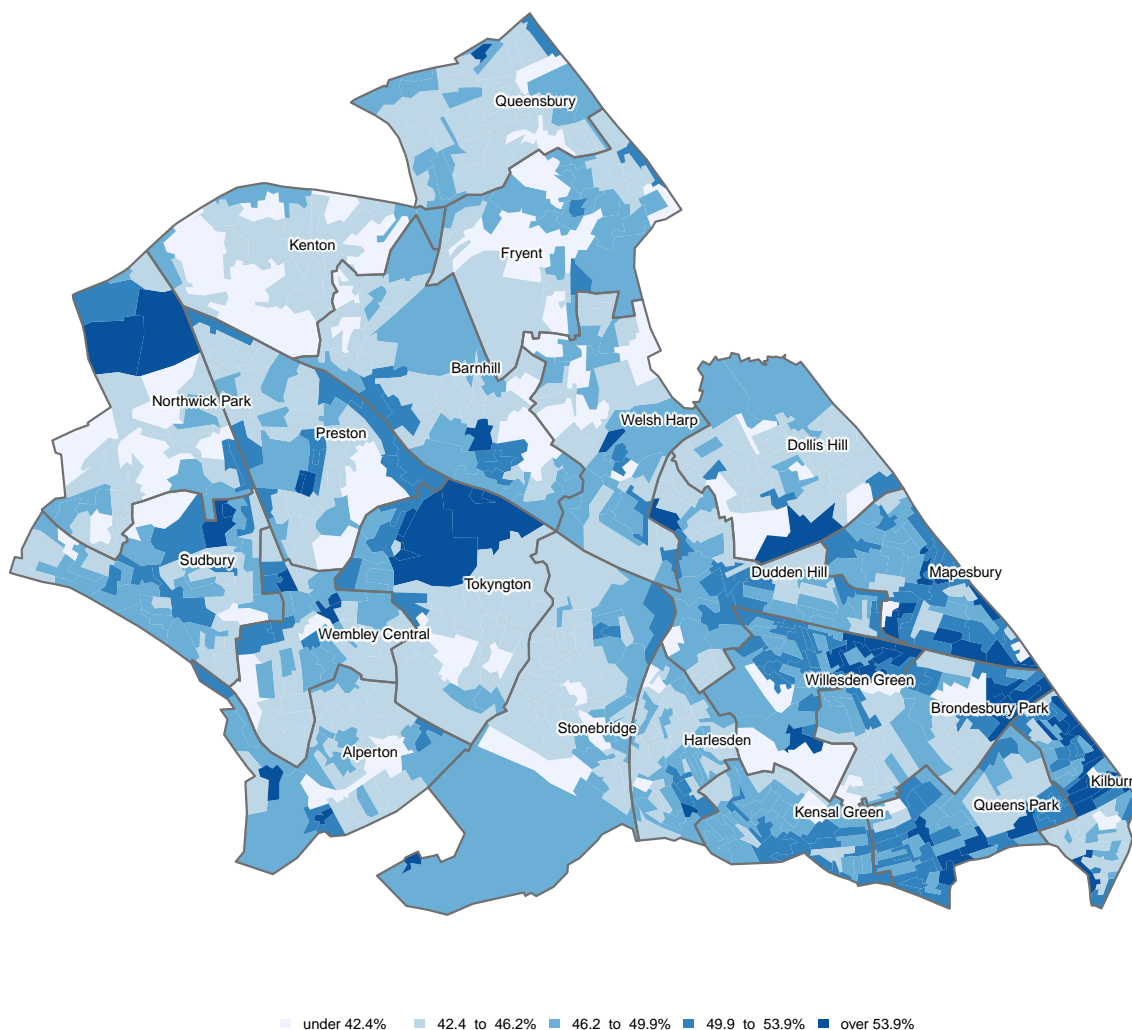 Queensbury
Kenton
Fryent
Barnhill
Northwick Park
Welsh Harp
Preston
Dollis Hill
Sudbury
Dudden Hill
Mapesbury
Tokyngton
Wembley Central
Willesden Green
Brondesbury Park
Stonebridge
Harlesden
Alperton
Kilburn
Queens Park
Kensal Green
under 42.4% 42.4 to 46.2% 46.2 to 49.9% 49.9 to 53.9% over 53.9%